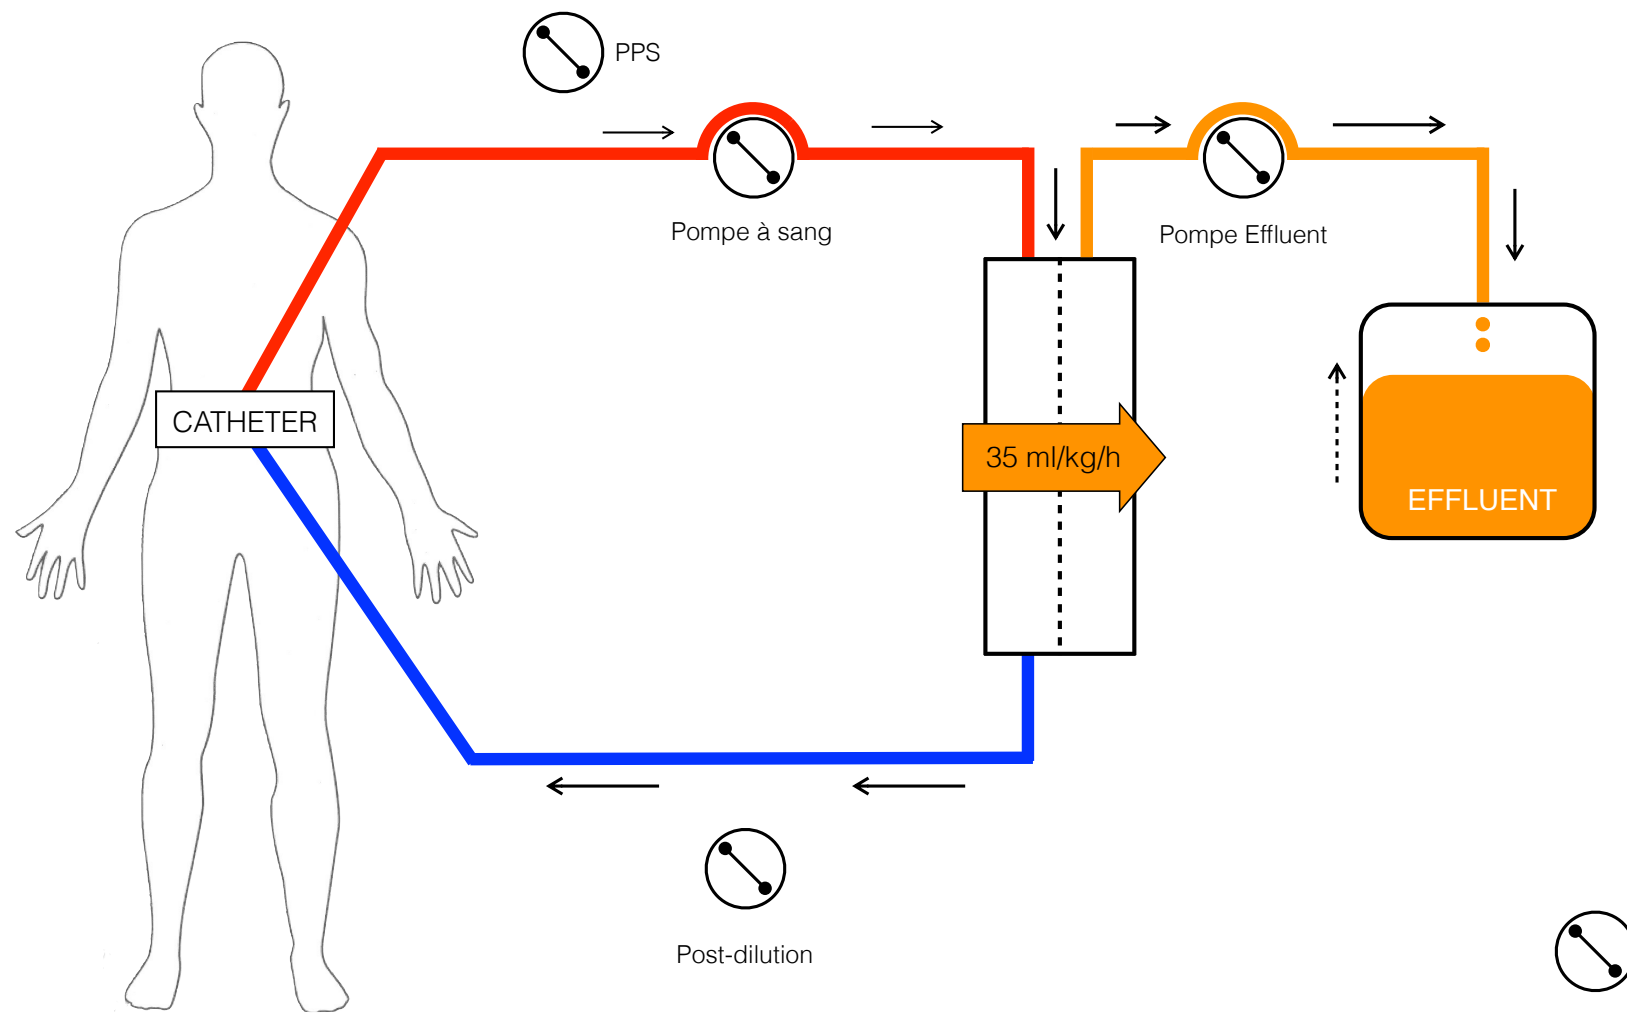 PPS
Pompe à sang
Pompe Effluent
CATHETER
35 ml/kg/h
EFFLUENT
Post-dilution